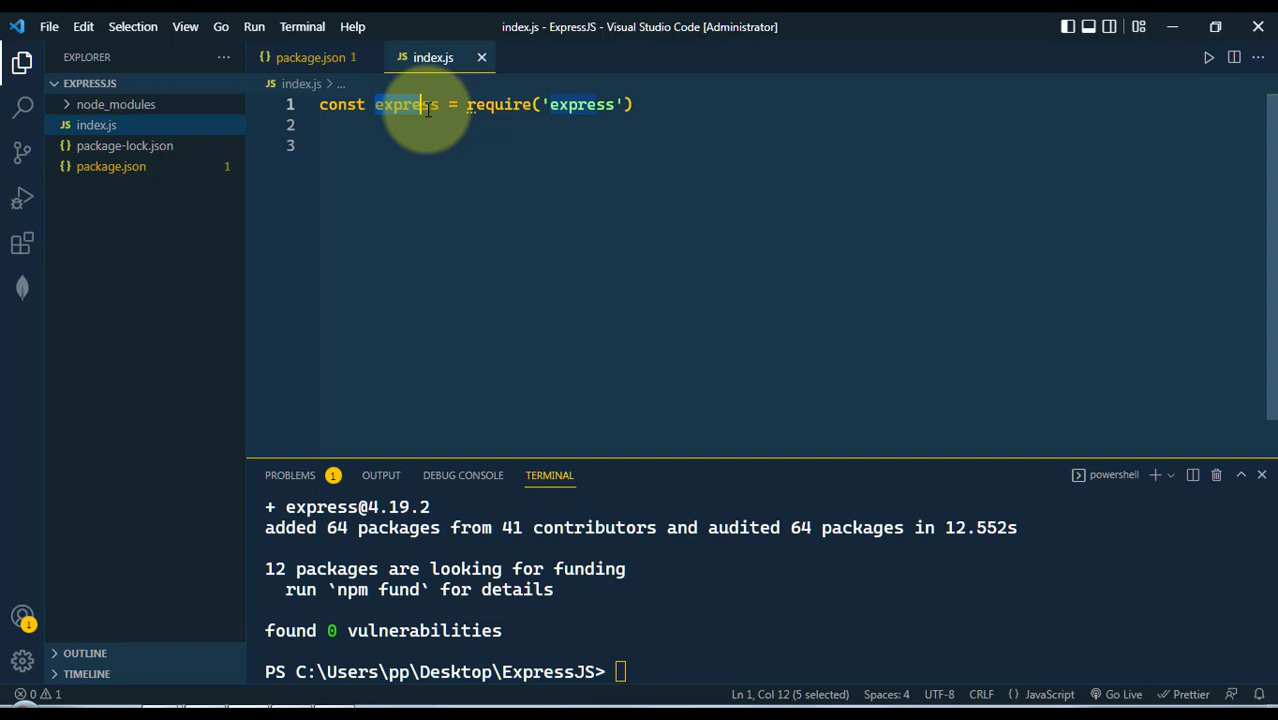 File Edit Selection View Go Run Terminal Help index.js - ExpressJS - Visual Studio Code [Administrator]
EXPLORER ···
package.json 1
JS index.js
EXPRESSJS
node_modules
JS index.js
{} package-lock.json
{} package.json 1
JS index.js > ...
1 const express = require('express')
2
3
PROBLEMS 1 OUTPUT DEBUG CONSOLE TERMINAL
powershell
+ express@4.19.2
added 64 packages from 41 contributors and audited 64 packages in 12.552s
12 packages are looking for funding
run `npm fund` for details
found 0 vulnerabilities
PS C:\Users\pp\Desktop\ExpressJS>
1
OUTLINE
TIMELINE
0 1
Ln 1, Col 12 (5 selected) Spaces: 4 UTF-8 CRLF {} JavaScript Go Live Prettier